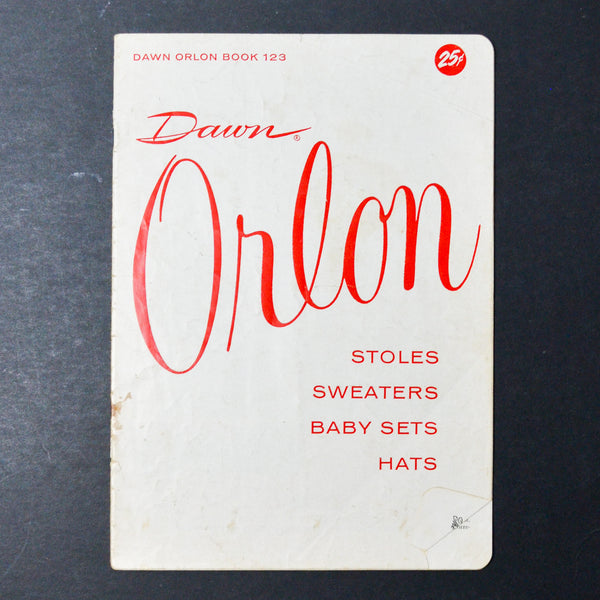 DAWN ORLON BOOK 123
25¢
Dawn®
Orlon
STOLES
SWEATERS
BABY SETS
HATS